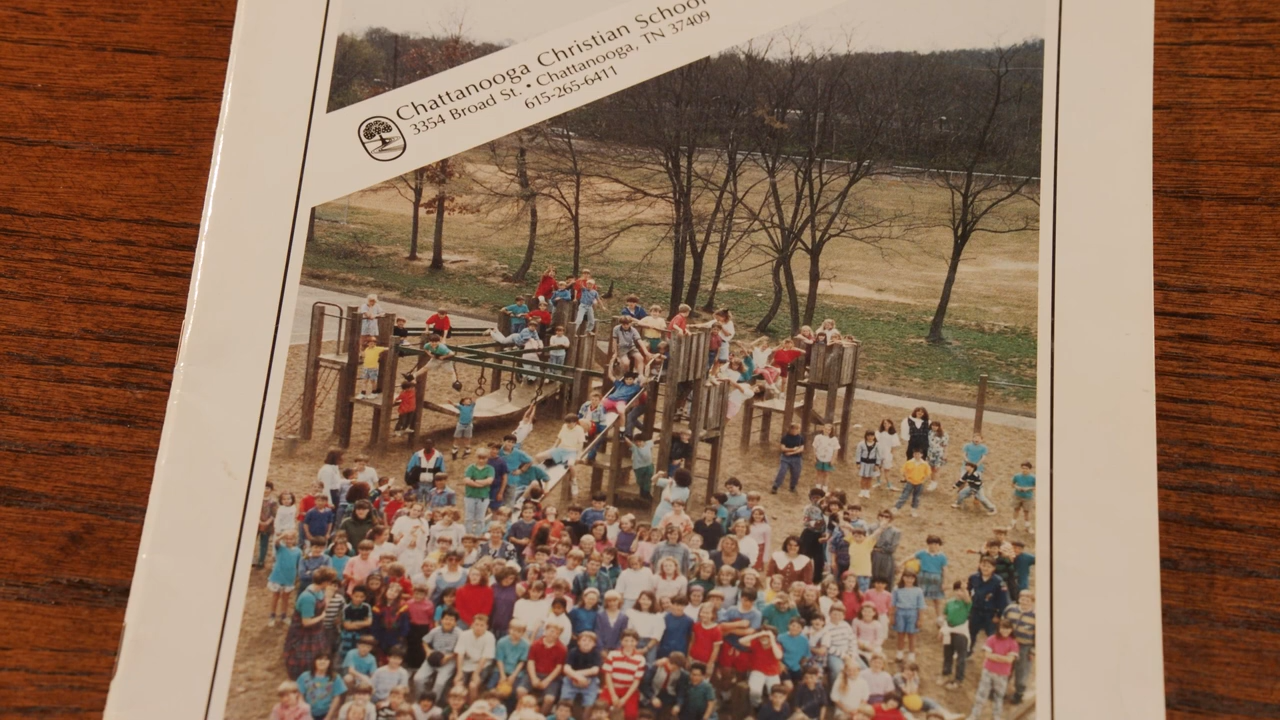 Chattanooga Christian School
3354 Broad St. • Chattanooga, TN 37409
615-265-6411